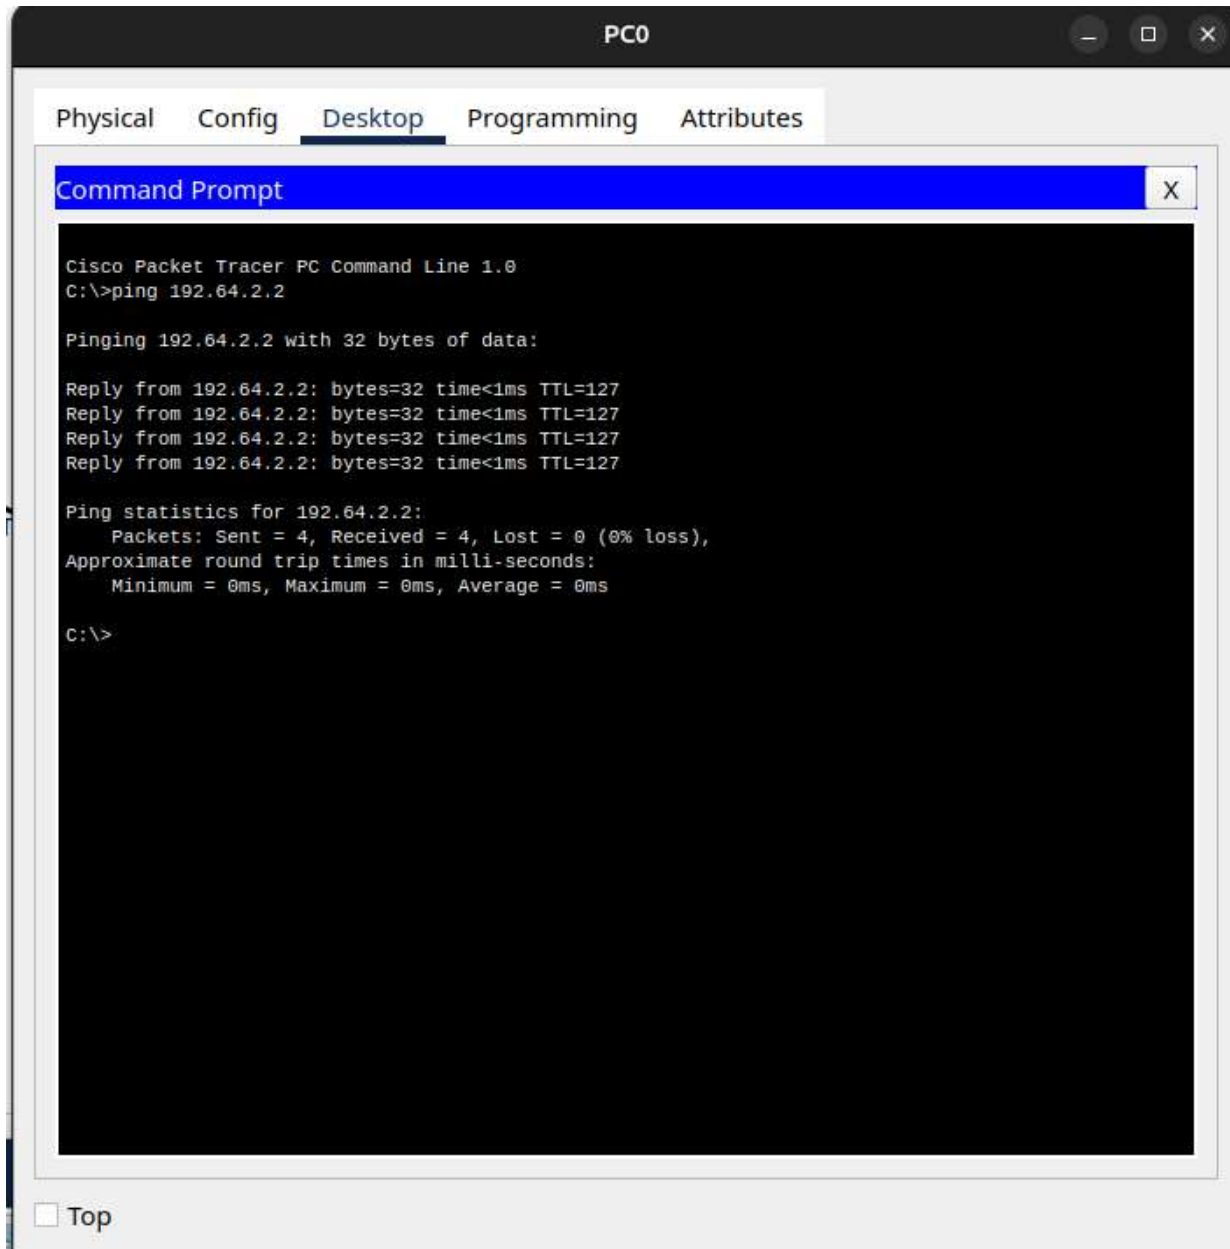 PC0
Physical Config Desktop Programming Attributes
Command Prompt X
Cisco Packet Tracer PC Command Line 1.0
C:\>ping 192.64.2.2
Pinging 192.64.2.2 with 32 bytes of data:
Reply from 192.64.2.2: bytes=32 time<1ms TTL=127
Reply from 192.64.2.2: bytes=32 time<1ms TTL=127
Reply from 192.64.2.2: bytes=32 time<1ms TTL=127
Reply from 192.64.2.2: bytes=32 time<1ms TTL=127
Ping statistics for 192.64.2.2:
Packets: Sent = 4, Received = 4, Lost = 0 (0% loss),
Approximate round trip times in milli-seconds:
Minimum = 0ms, Maximum = 0ms, Average = 0ms
C:\>
Top